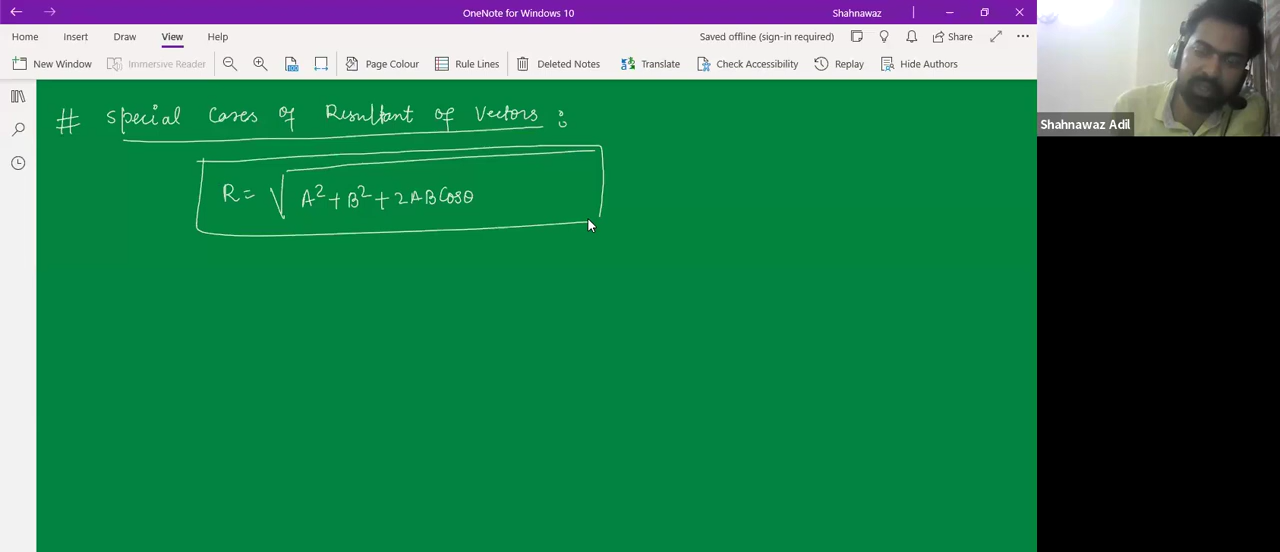 OneNote for Windows 10
Shahnawaz
Home Insert Draw View Help
Saved offline (sign-in required) Share
New Window Immersive Reader Page Colour Rule Lines Deleted Notes Translate Check Accessibility Replay Hide Authors
# Special Cases of Resultant of Vectors :
R = √A² + B² + 2ABCosθ
Shahnawaz Adil